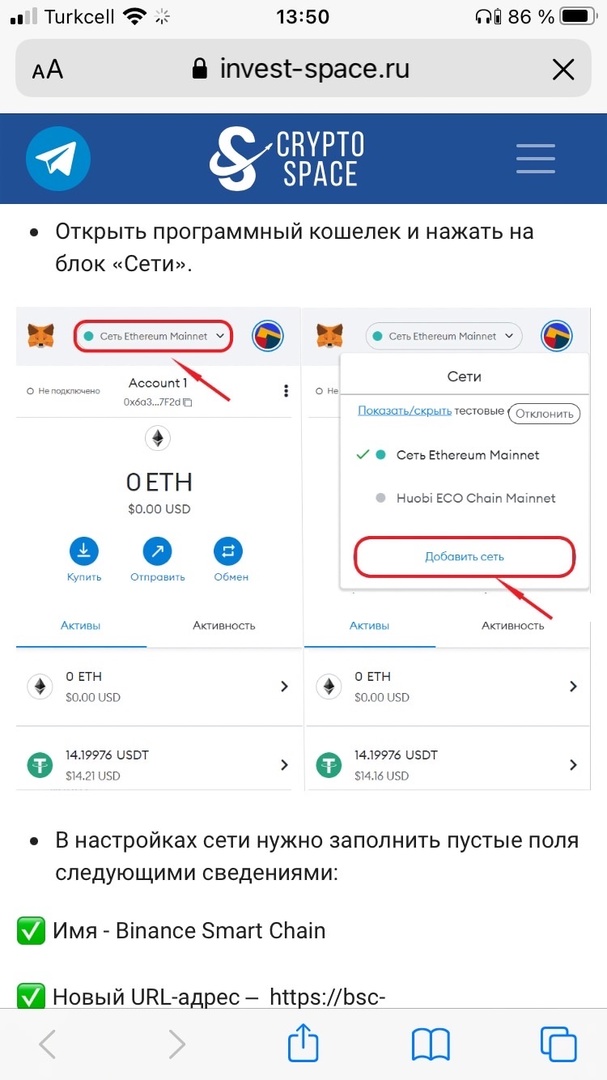 Turkcell 13:50 86 %
AA invest-space.ru
CRYPTO
SPACE
• Открыть программный кошелек и нажать на
блок «Сети».
Сеть Ethereum Mainnet
Не подключено
Account 1
0x6a3...7F2d
0 ETH
$0.00 USD
Купить Отправить Обмен
Активы Активность
0 ETH
$0.00 USD
14.19976 USDT
$14.21 USD
Сеть Ethereum Mainnet
Не
Сети
Показать/скрыть тестовые
Отклонить
Сеть Ethereum Mainnet
Huobi ECO Chain Mainnet
Добавить сеть
Активы Активность
0 ETH
$0.00 USD
14.19976 USDT
$14.16 USD
• В настройках сети нужно заполнить пустые поля
следующими сведениями:
✅ Имя - Binance Smart Chain
✅ Новый URL-адрес – https://bsc-